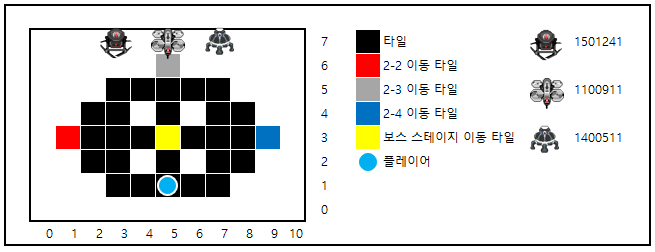 7 타일 1501241
6 2-2 이동 타일
5 2-3 이동 타일 1100911
4 2-4 이동 타일
3 보스 스테이지 이동 타일 1400511
2 플레이어
1
0
0 1 2 3 4 5 6 7 8 9 10